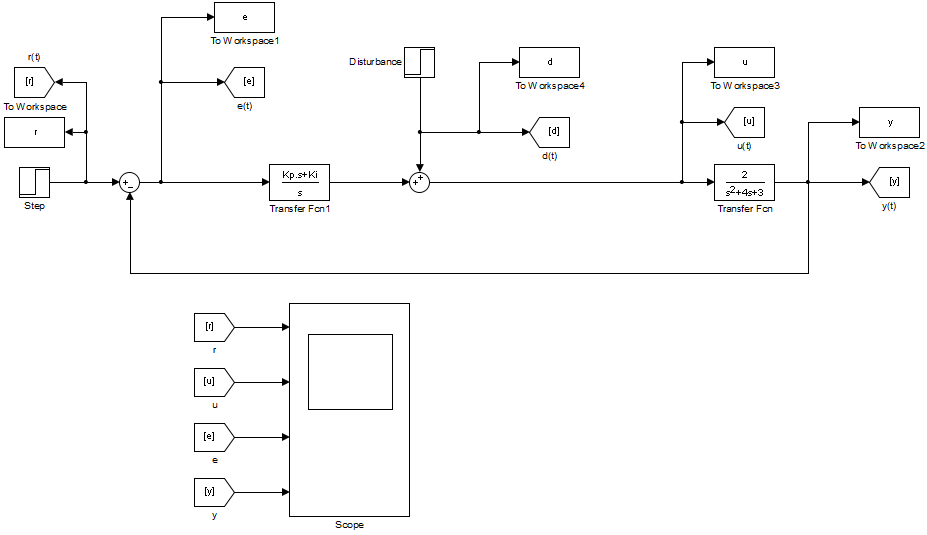 e
To Workspace1
r(t)
[r]
To Workspace
r
[e]
e(t)
Disturbance
d
To Workspace4
[d]
d(t)
u
To Workspace3
[u]
u(t)
y
To Workspace2
[y]
y(t)
Step
+
−
Kp.s+Ki
s
Transfer Fcn1
+
+
2
s²+4s+3
Transfer Fcn
[r]
r
[u]
u
[e]
e
[y]
y
Scope